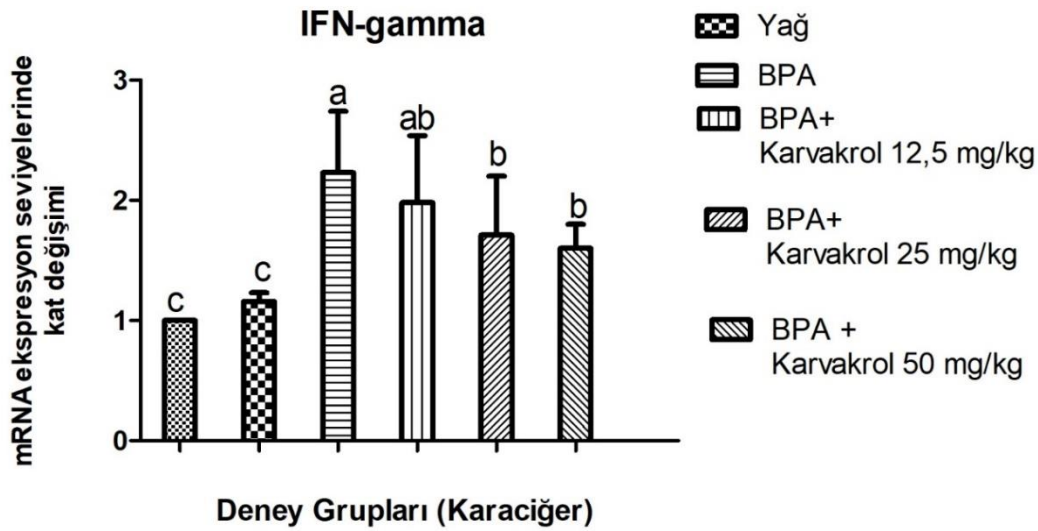 IFN-gamma
mRNA ekspresyon seviyelerinde
kat değişimi
3
2
1
0
c
c
a
ab
b
b
Deney Grupları (Karaciğer)
Yağ
BPA
BPA+
Karvakrol 12,5 mg/kg
BPA+
Karvakrol 25 mg/kg
BPA +
Karvakrol 50 mg/kg